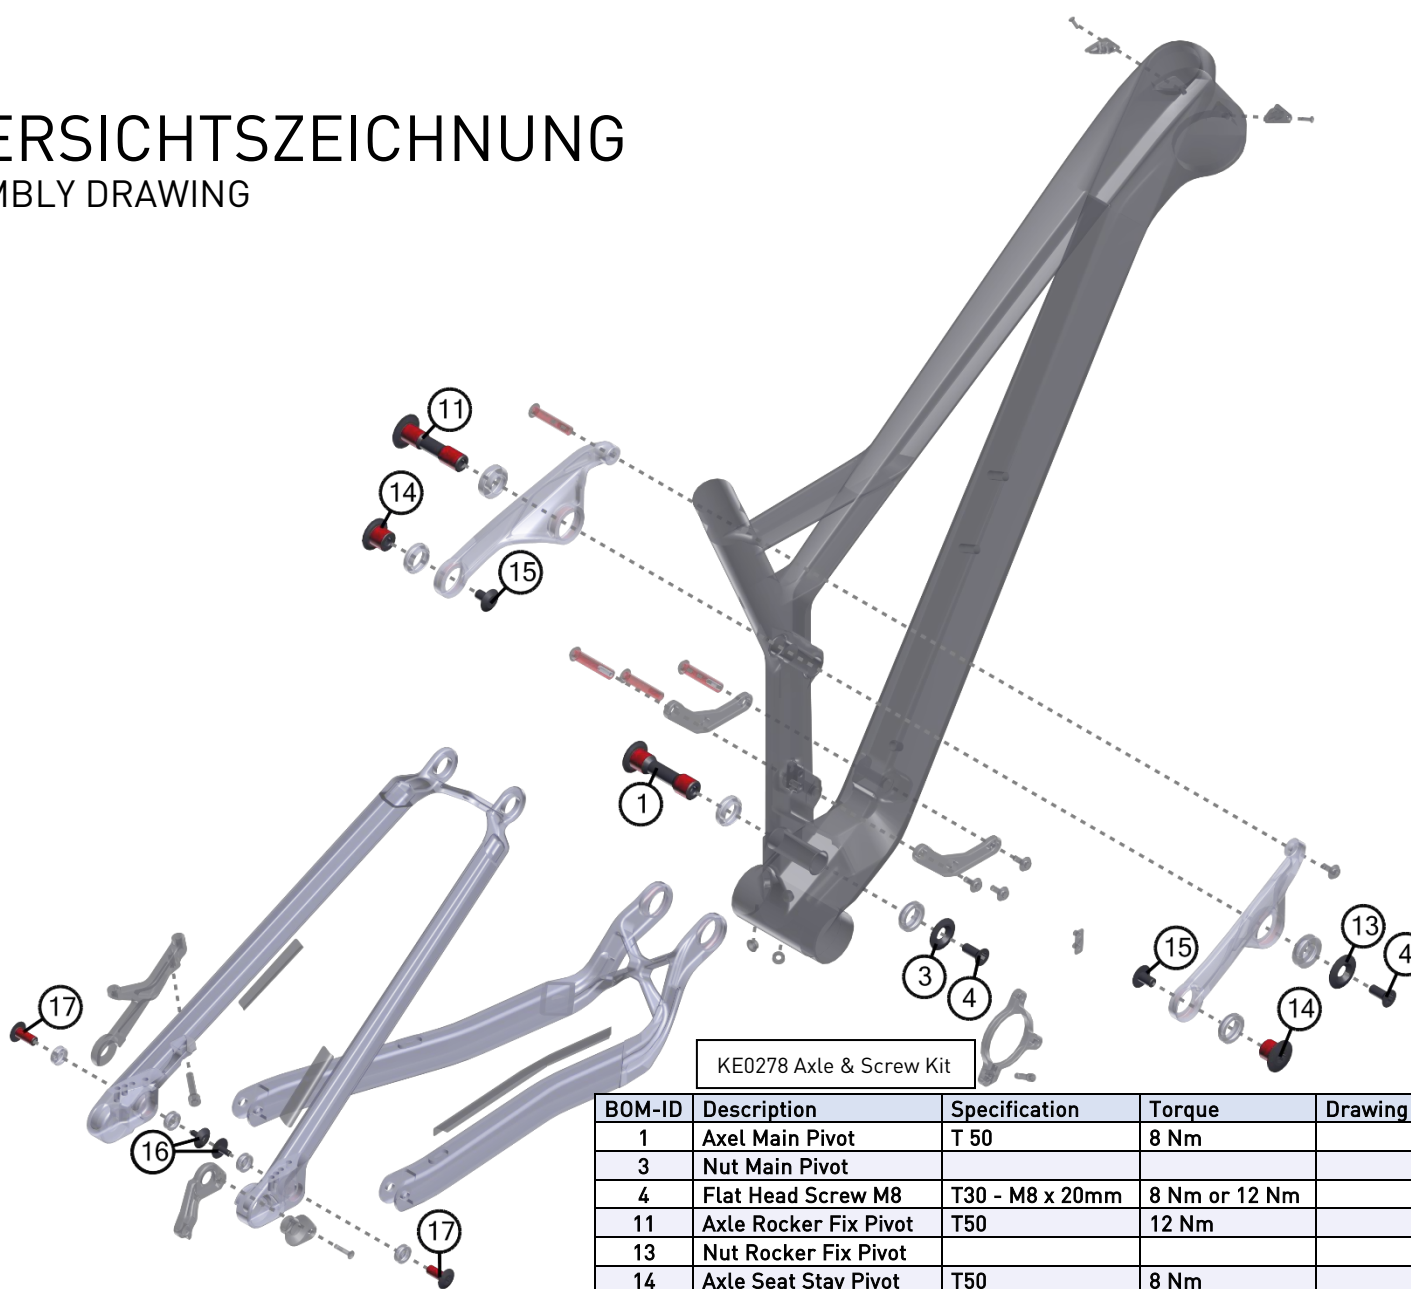 ERSICHTSZEICHNUNG
MBLY DRAWING
11
14
15
1
3
4
13
4
15
14
17
16
17
KE0278 Axle & Screw Kit
BOM-ID Description Specification Torque Drawing
1 Axel Main Pivot T 50 8 Nm
3 Nut Main Pivot
4 Flat Head Screw M8 T30 - M8 x 20mm 8 Nm or 12 Nm
11 Axle Rocker Fix Pivot T50 12 Nm
13 Nut Rocker Fix Pivot
14 Axle Seat Stay Pivot T50 8 Nm